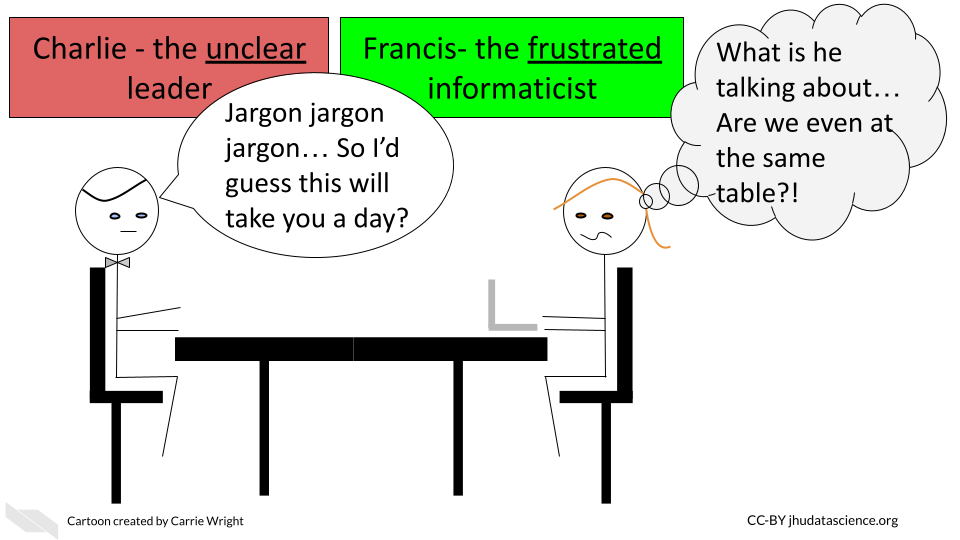 Charlie - the unclear
leader
Francis- the frustrated
informaticist
Jargon jargon
jargon… So I’d
guess this will
take you a day?
What is he
talking about…
Are we even at
the same
table?!
Cartoon created by Carrie Wright
CC-BY jhudatascience.org